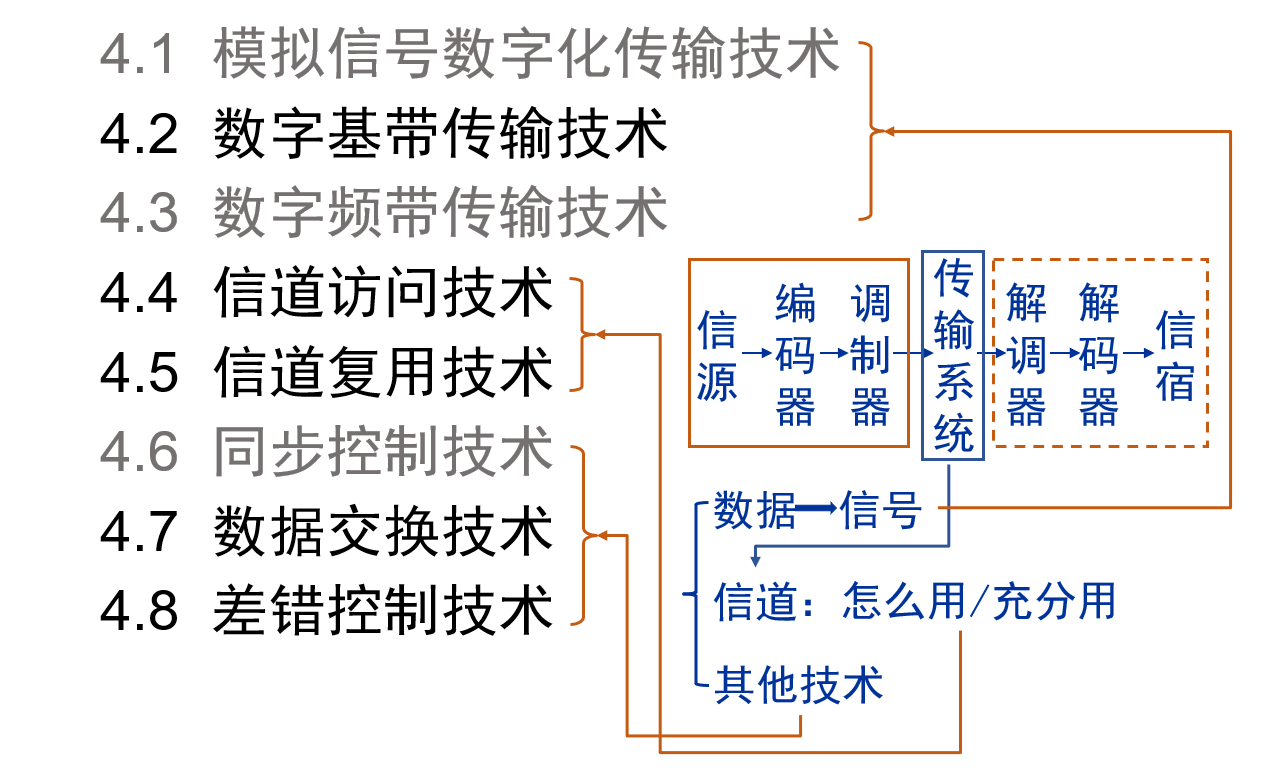 4.1 模拟信号数字化传输技术
4.2 数字基带传输技术
4.3 数字频带传输技术
4.4 信道访问技术
4.5 信道复用技术
4.6 同步控制技术
4.7 数据交换技术
4.8 差错控制技术
信源
编码器
调制器
传输系统
解调器
解码器
信宿
数据 信号
信道：怎么用/充分用
其他技术